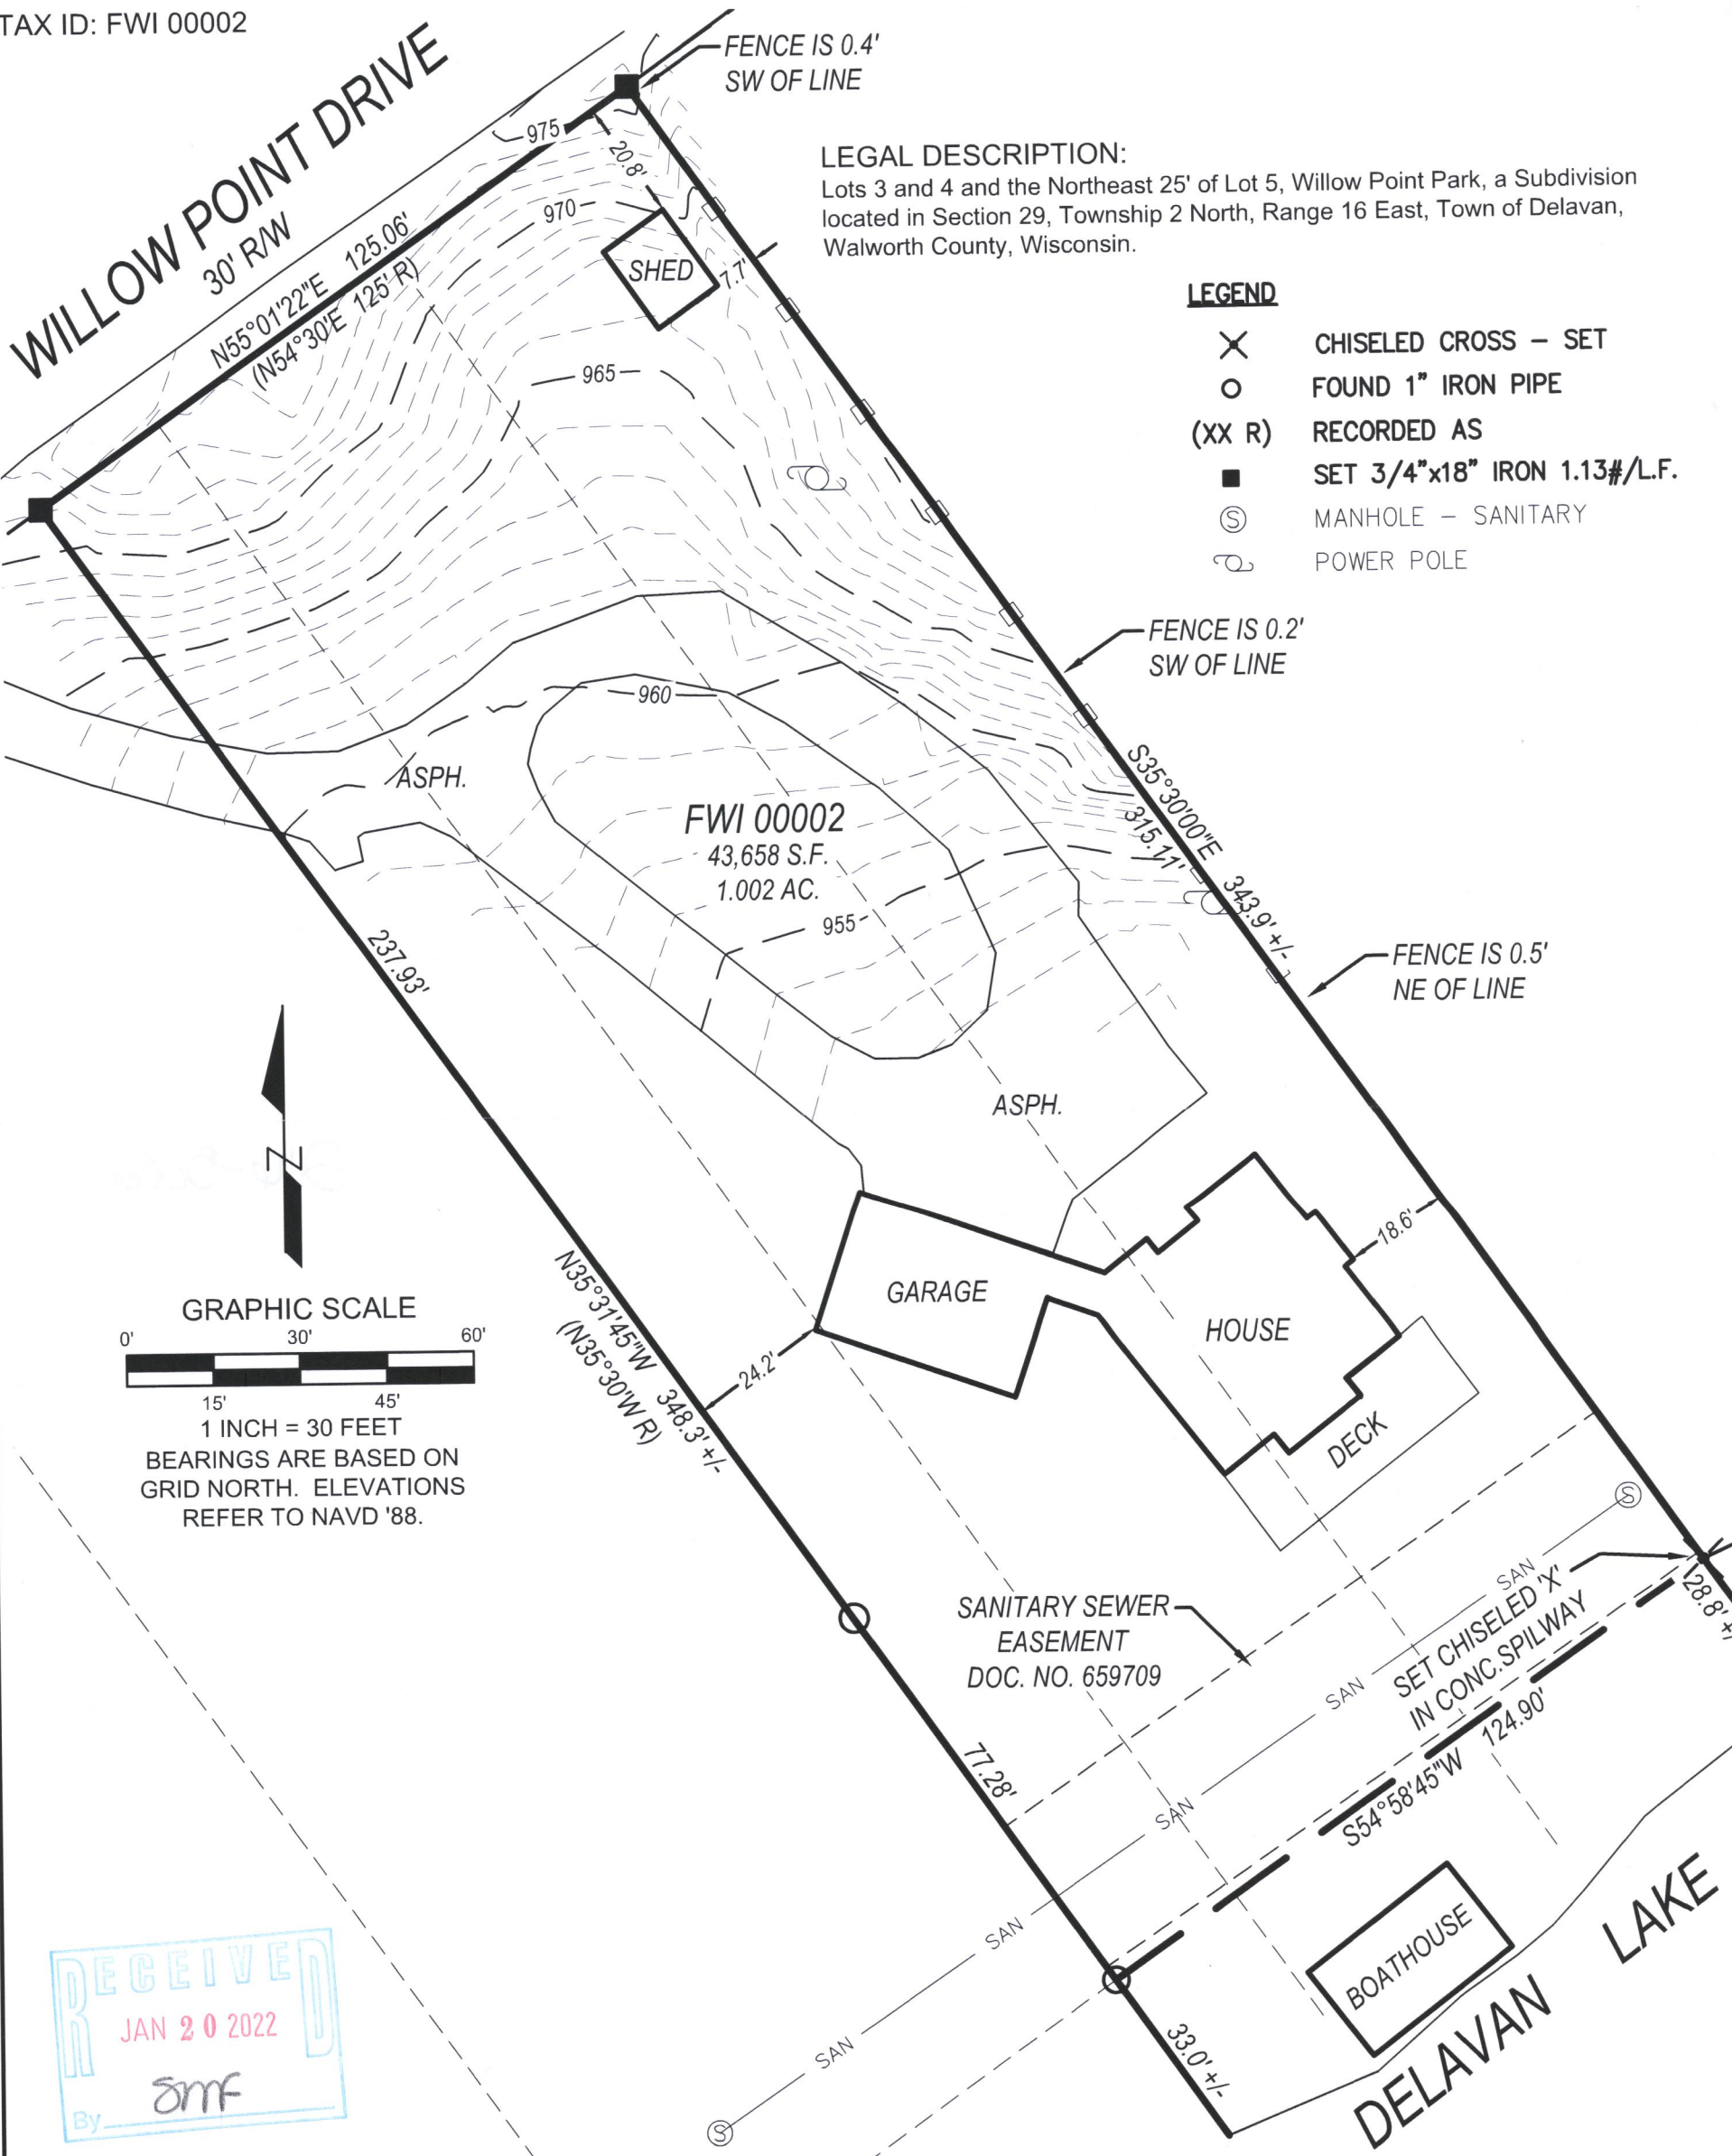 TAX ID: FWI 00002
WILLOW POINT DRIVE
30' R/W
N55°01'22"E 125.06'
(N54°30'E 125' R)
FENCE IS 0.4'
SW OF LINE
975
20.8'
970
SHED
7.7'
965
LEGAL DESCRIPTION:
Lots 3 and 4 and the Northeast 25' of Lot 5, Willow Point Park, a Subdivision
located in Section 29, Township 2 North, Range 16 East, Town of Delavan,
Walworth County, Wisconsin.
LEGEND
CHISELED CROSS – SET
FOUND 1" IRON PIPE
(XX R) RECORDED AS
SET 3/4"x18" IRON 1.13#/L.F.
S MANHOLE – SANITARY
POWER POLE
FENCE IS 0.2'
SW OF LINE
960
ASPH.
FWI 00002
43,658 S.F.
1.002 AC.
955
S35°30'00"E 343.9' +/-
315.11'
FENCE IS 0.5'
NE OF LINE
237.93'
ASPH.
N
GRAPHIC SCALE
0' 30' 60'
15' 45'
1 INCH = 30 FEET
BEARINGS ARE BASED ON
GRID NORTH. ELEVATIONS
REFER TO NAVD '88.
N35°31'45"W 348.3' +/-
(N35°30'W R)
24.2'
GARAGE
HOUSE
18.6'
DECK
S
SANITARY SEWER
EASEMENT
DOC. NO. 659709
SAN
SET CHISELED 'X'
IN CONC.SPILWAY
28.8' +
SAN
S54°58'45"W 124.90'
77.28'
SAN
SAN
BOATHOUSE
SAN
33.0' +/-
S
DELAVAN LAKE
RECEIVED
JAN 20 2022
By SMF